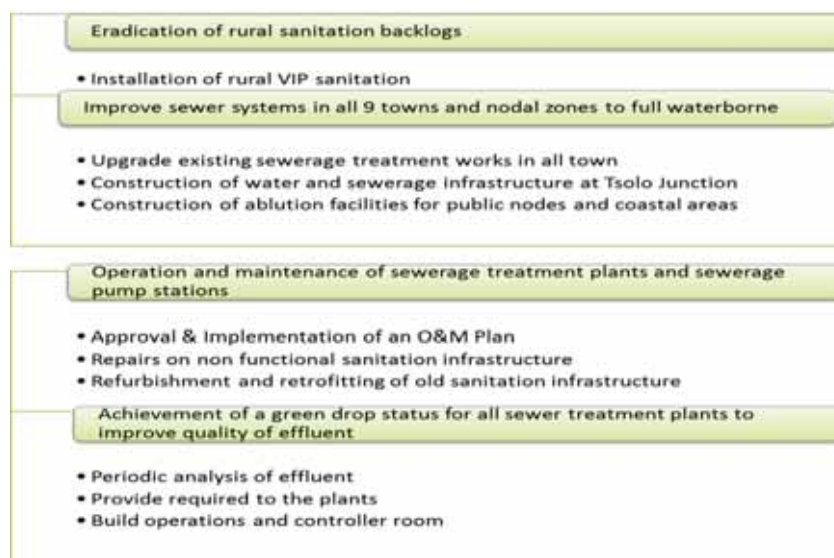 Eradication of rural sanitation backlogs
• Installation of rural VIP sanitation
Improve sewer systems in all 9 towns and nodal zones to full waterborne
• Upgrade existing sewerage treatment works in all town
• Construction of water and sewerage infrastructure at Tsolo Junction
• Construction of ablution facilities for public nodes and coastal areas
Operation and maintenance of sewerage treatment plants and sewerage
pump stations
• Approval & Implementation of an O&M Plan
• Repairs on non functional sanitation infrastructure
• Refurbishment and retrofitting of old sanitation infrastructure
Achievement of a green drop status for all sewer treatment plants to
improve quality of effluent
• Periodic analysis of effluent
• Provide required to the plants
• Build operations and controller room